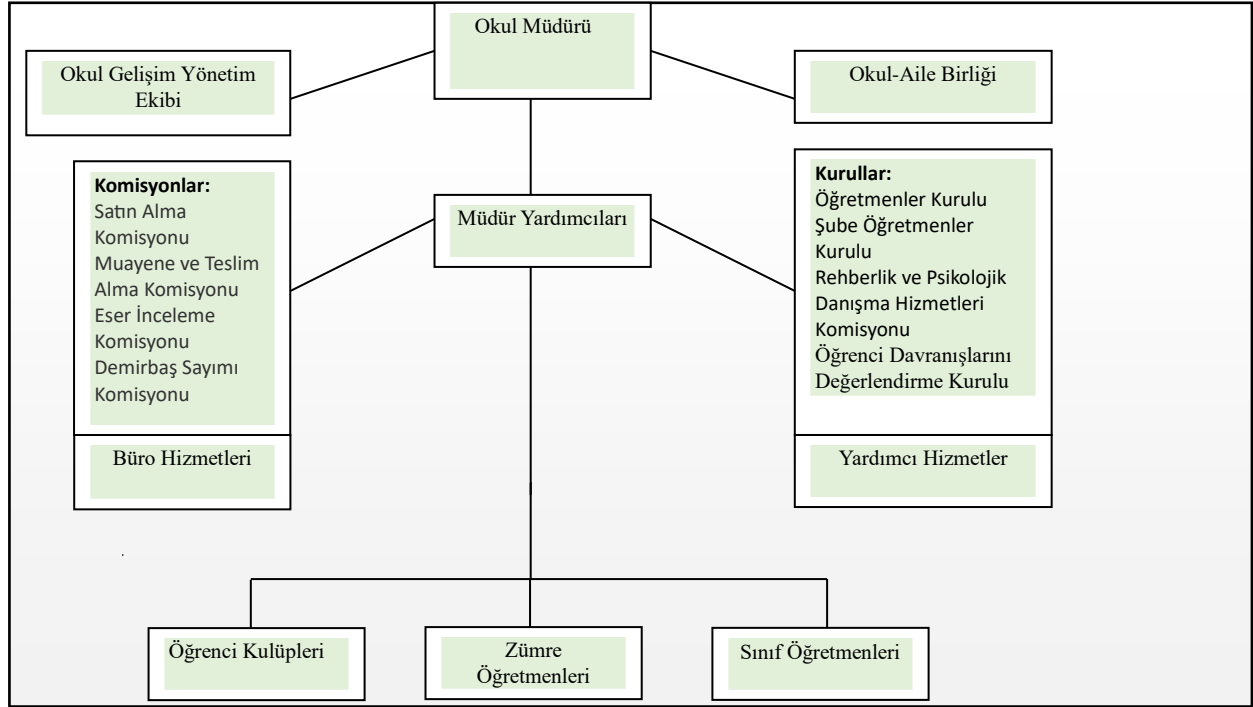 Okul Müdürü
Okul Gelişim Yönetim
Ekibi
Okul-Aile Birliği
Komisyonlar:
Satın Alma
Komisyonu
Muayene ve Teslim
Alma Komisyonu
Eser İnceleme
Komisyonu
Demirbaş Sayımı
Komisyonu
Müdür Yardımcıları
Kurullar:
Öğretmenler Kurulu
Şube Öğretmenler
Kurulu
Rehberlik ve Psikolojik
Danışma Hizmetleri
Komisyonu
Öğrenci Davranışlarını
Değerlendirme Kurulu
Büro Hizmetleri
Yardımcı Hizmetler
.
Öğrenci Kulüpleri
Zümre
Öğretmenleri
Sınıf Öğretmenleri